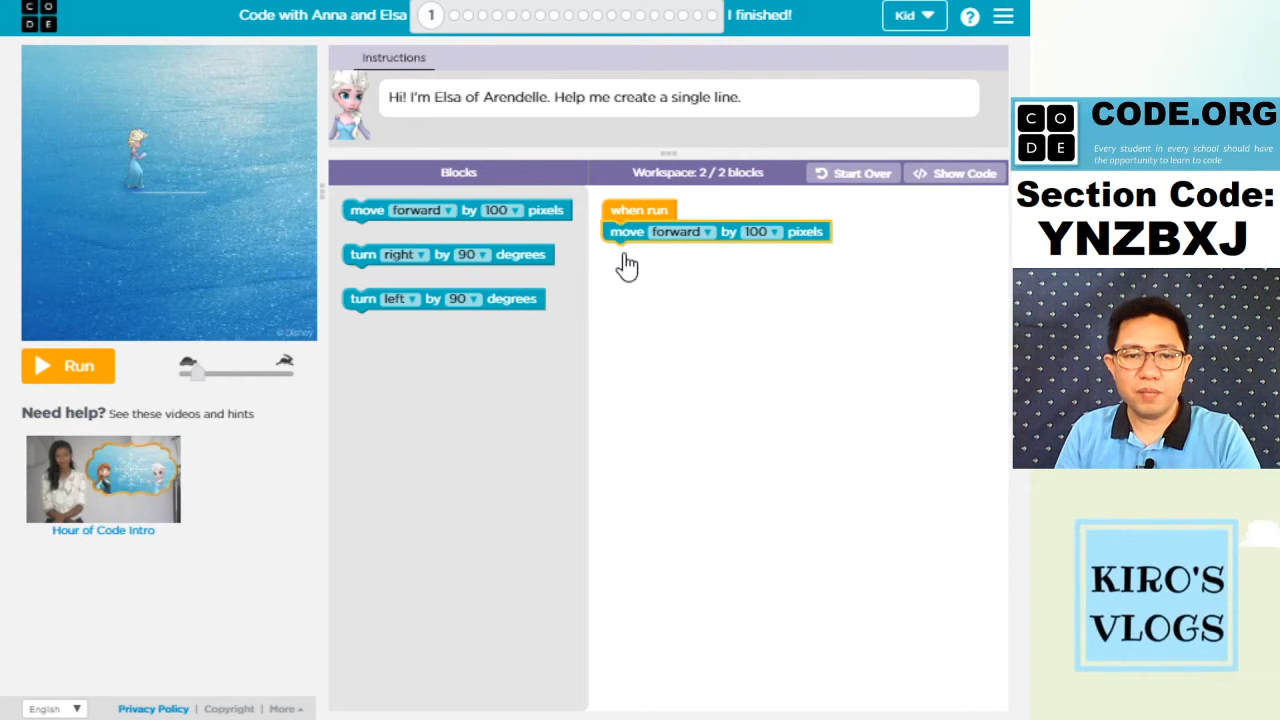 C O
D E
Code with Anna and Elsa
1
I finished!
Kid
?
Instructions
Hi! I'm Elsa of Arendelle. Help me create a single line.
Blocks
Workspace: 2 / 2 blocks
Start Over
</> Show Code
move forward by 100 pixels
turn right by 90 degrees
turn left by 90 degrees
when run
move forward by 100 pixels
© Disney
Run
Need help? See these videos and hints
Hour of Code Intro
English
Privacy Policy | Copyright | More
C O
D E
CODE.ORG
Every student in every school should have
the opportunity to learn to code
Section Code:
YNZBXJ
KIRO'S
VLOGS